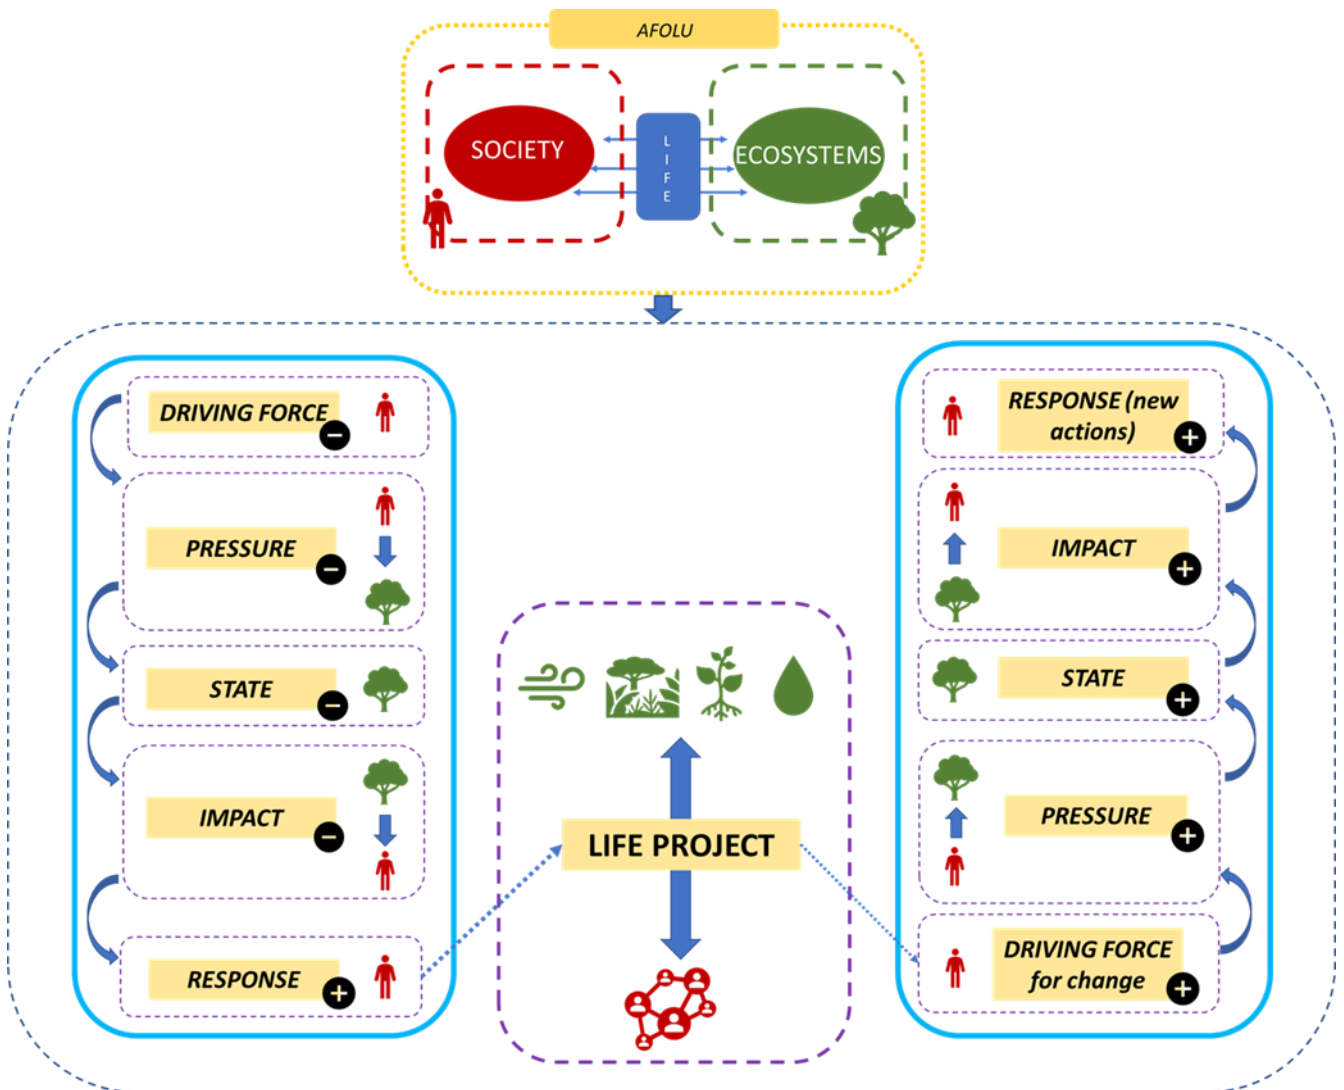 AFOLU
SOCIETY
L
I
F
E
ECOSYSTEMS
DRIVING FORCE
−
PRESSURE
−
STATE
−
IMPACT
−
RESPONSE
+
LIFE PROJECT
RESPONSE (new
actions)
+
IMPACT
+
STATE
+
PRESSURE
+
DRIVING FORCE
for change
+